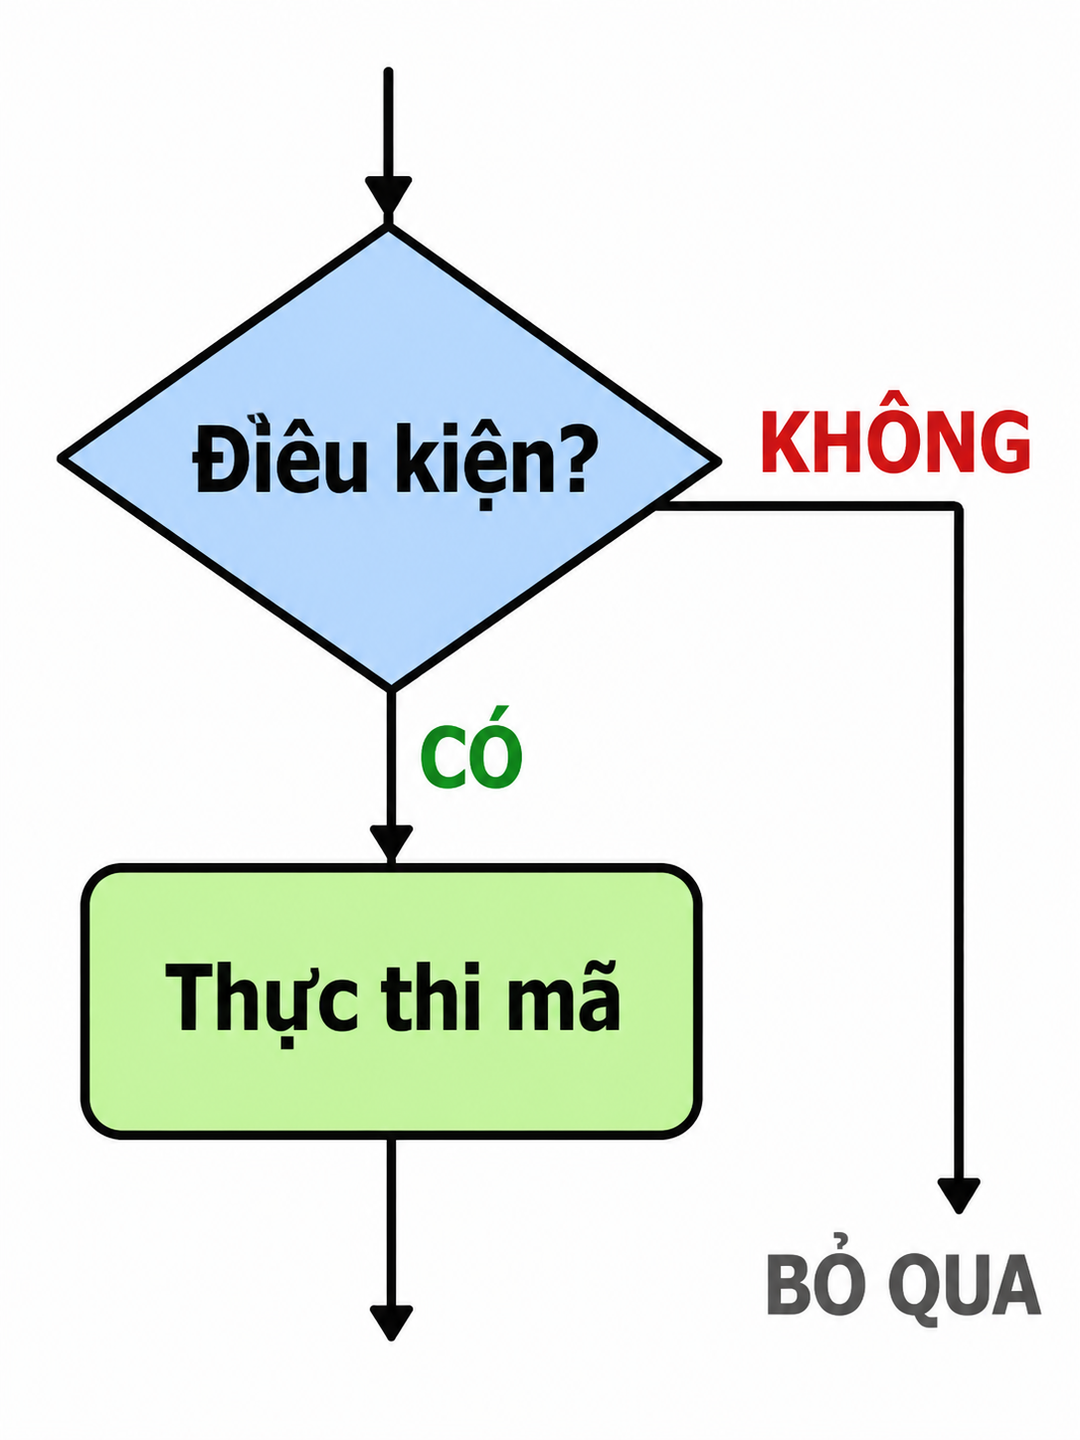 Điều kiện?
KHÔNG
CÓ
Thực thi mã
BỎ QUA